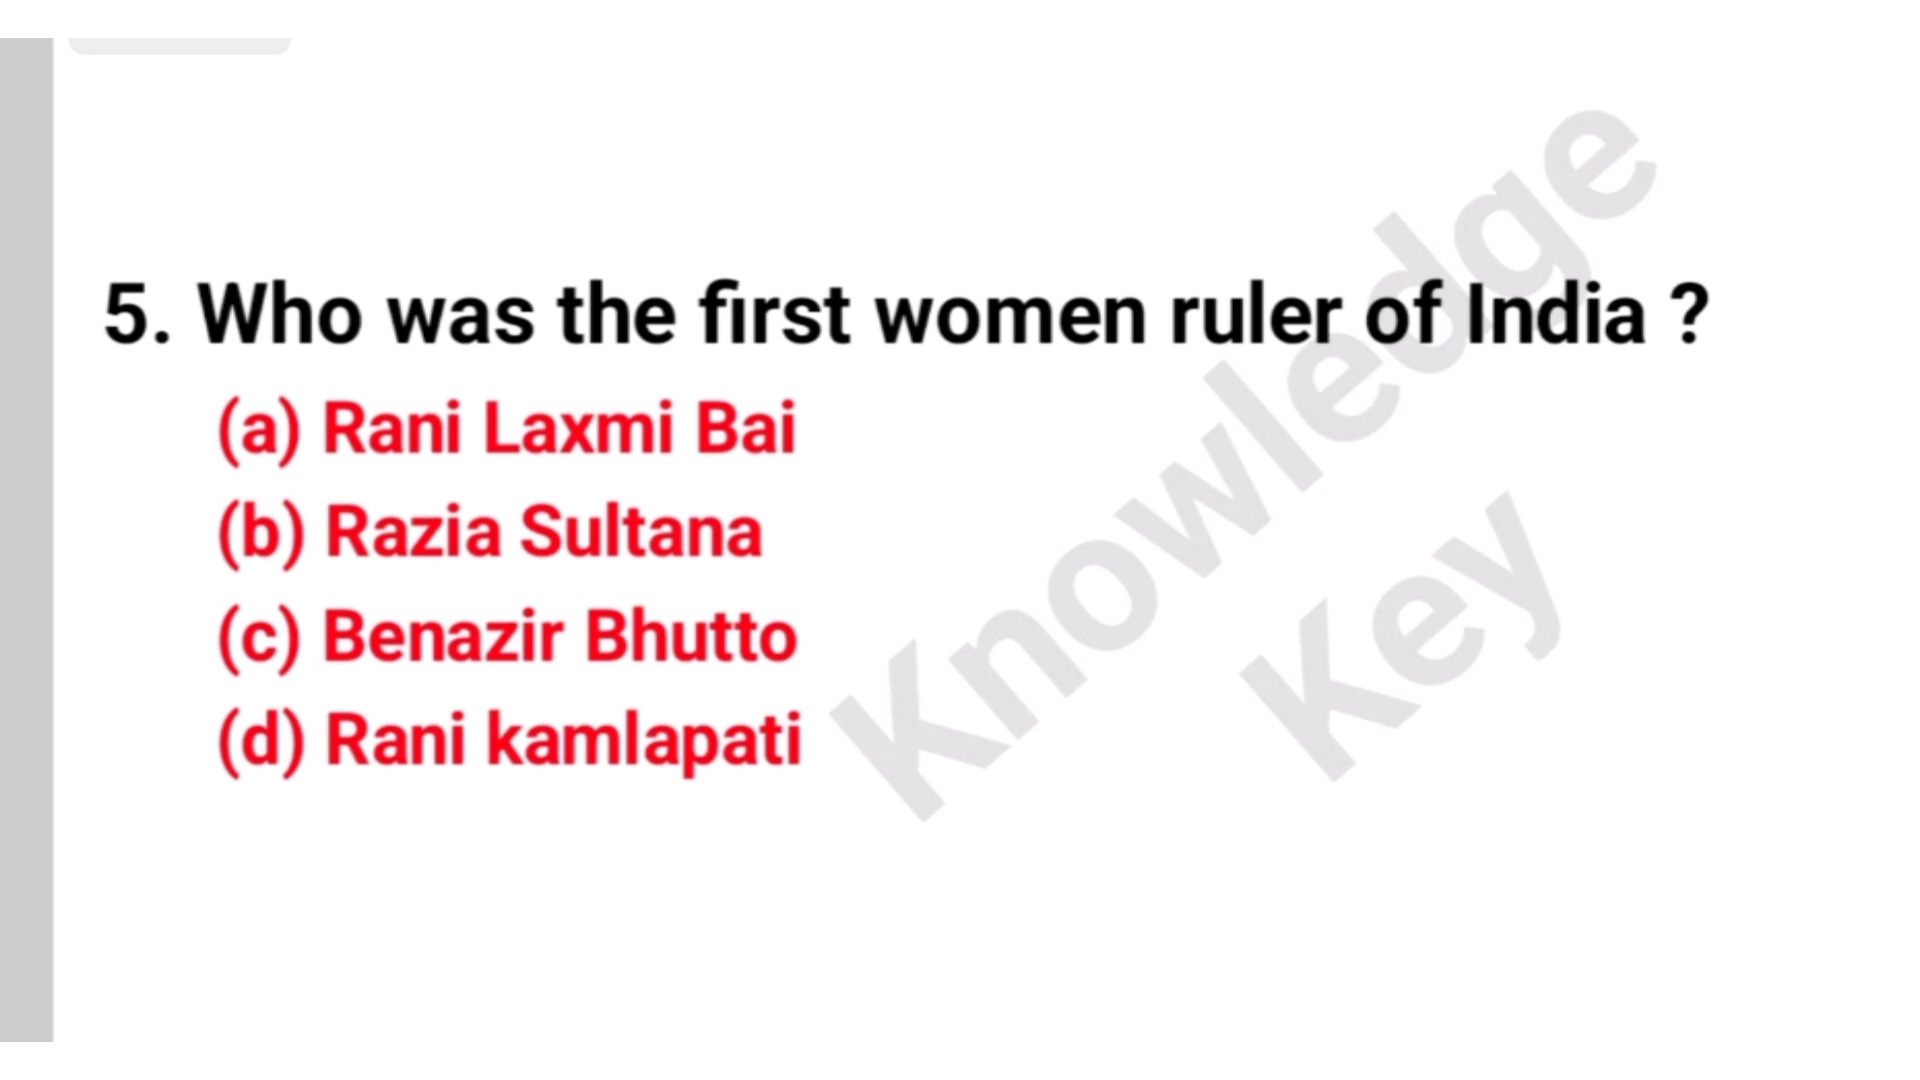 5. Who was the first women ruler of India ?
(a) Rani Laxmi Bai
(b) Razia Sultana
(c) Benazir Bhutto
(d) Rani kamlapati
Knowledge
Key